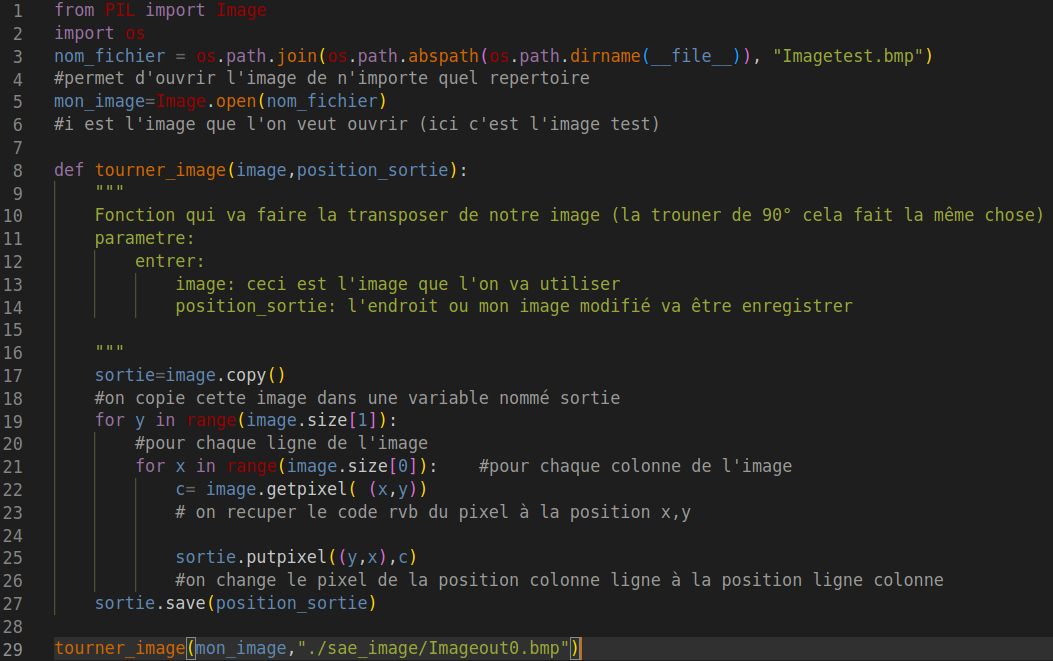 1 from PIL import Image
2 import os
3 nom_fichier = os.path.join(os.path.abspath(os.path.dirname(__file__)), "Imagetest.bmp")
4 #permet d'ouvrir l'image de n'importe quel repertoire
5 mon_image=Image.open(nom_fichier)
6 #i est l'image que l'on veut ouvrir (ici c'est l'image test)
7
8 def tourner_image(image,position_sortie):
9     """
10     Fonction qui va faire la transposer de notre image (la trouner de 90° cela fait la même chose)
11     parametre:
12         entrer:
13             image: ceci est l'image que l'on va utiliser
14             position_sortie: l'endroit ou mon image modifié va être enregistrer
15
16     """
17     sortie=image.copy()
18     #on copie cette image dans une variable nommé sortie
19     for y in range(image.size[1]):
20         #pour chaque ligne de l'image
21         for x in range(image.size[0]):    #pour chaque colonne de l'image
22             c= image.getpixel( (x,y))
23             # on recuper le code rvb du pixel à la position x,y
24
25             sortie.putpixel((y,x),c)
26             #on change le pixel de la position colonne ligne à la position ligne colonne
27     sortie.save(position_sortie)
28
29 tourner_image(mon_image,"./sae_image/Imageout0.bmp")